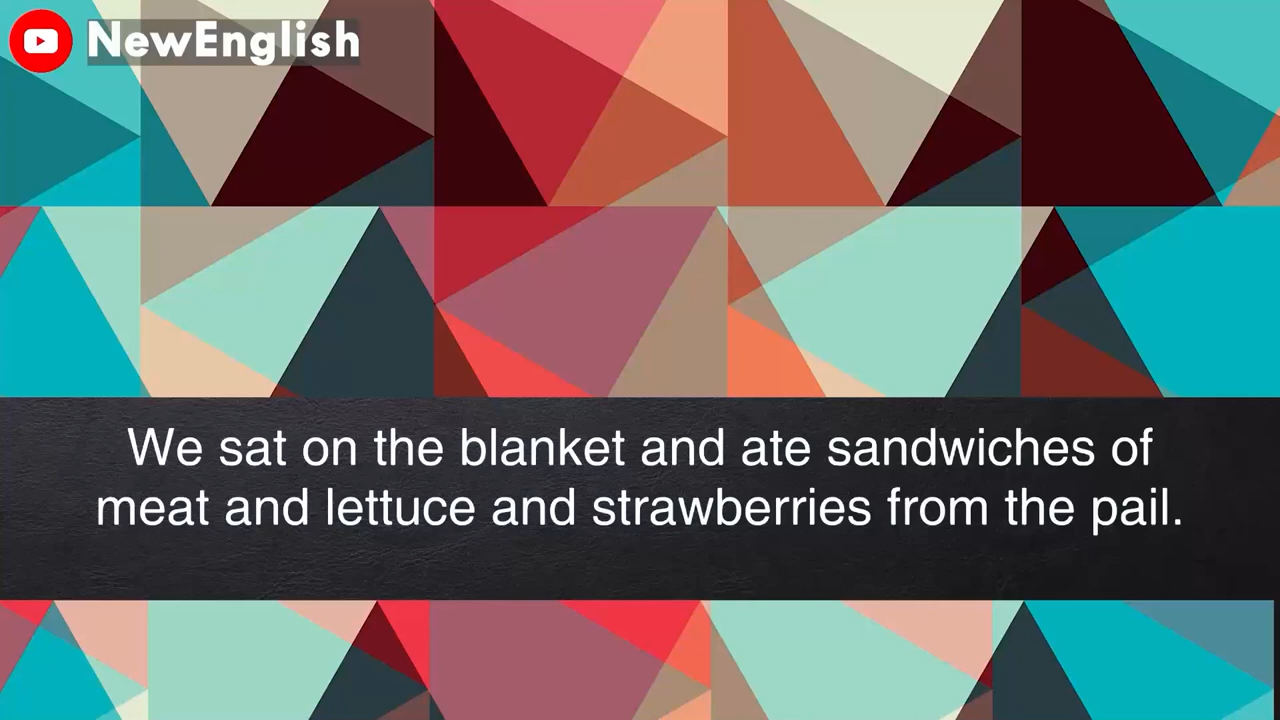 NewEnglish
We sat on the blanket and ate sandwiches of
meat and lettuce and strawberries from the pail.